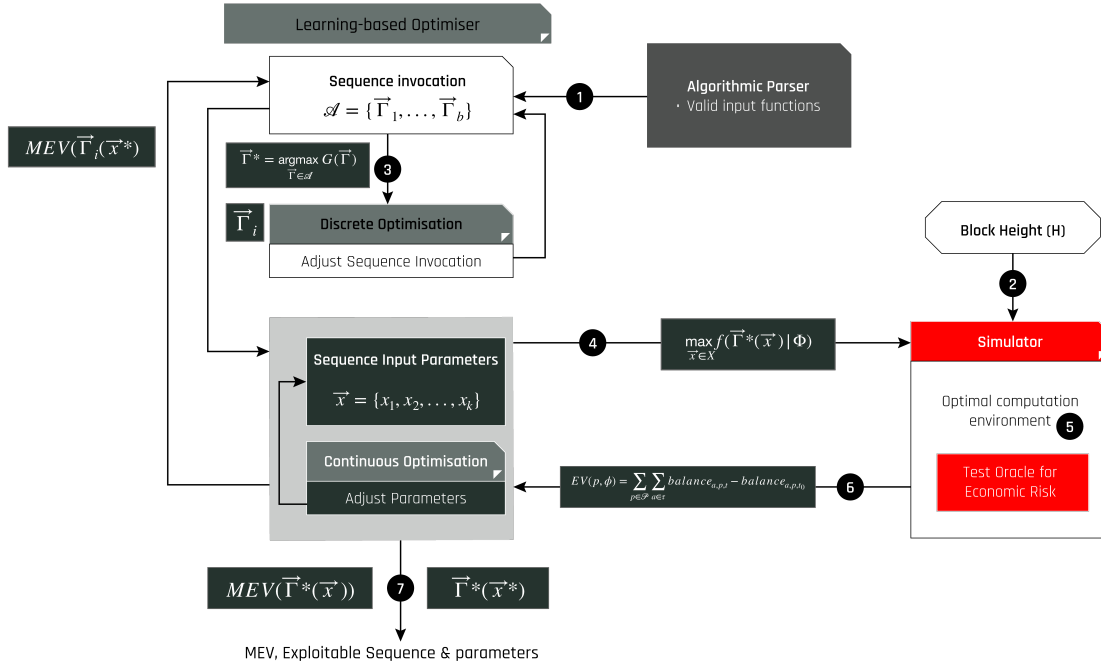 Learning-based Optimiser
Sequence invocation
𝒜 = {Γ⃗₁, . . . , Γ⃗_b}
1
Algorithmic Parser
• Valid input functions
MEV(Γ⃗_i(x⃗*)
Γ⃗* = argmax G(Γ⃗)
Γ⃗∈𝒜
3
Γ⃗_i
Discrete Optimisation
Adjust Sequence Invocation
Block Height (H)
2
Sequence Input Parameters
x⃗ = {x₁, x₂, . . . , x_k}
4
max f(Γ⃗*(x⃗) | Φ)
x⃗∈X
Simulator
Optimal computation
environment
5
Continuous Optimisation
Adjust Parameters
EV(p, ϕ) = ∑ ∑ balance_{a,p,t} − balance_{a,p,t₀}
p∈𝒫 a∈τ
6
Test Oracle for
Economic Risk
MEV(Γ⃗*(x⃗))
7
Γ⃗*(x⃗*)
MEV, Exploitable Sequence & parameters